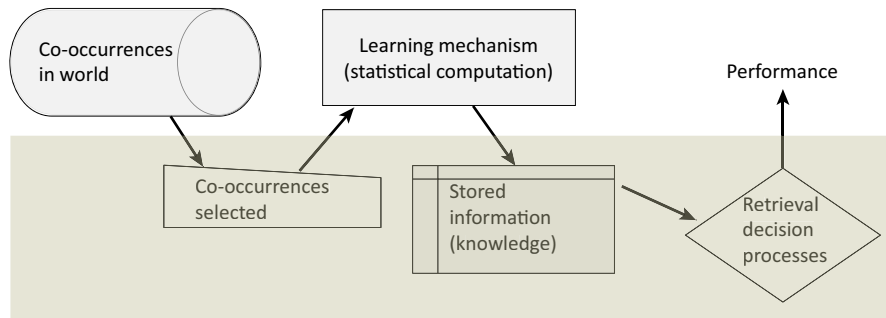 Co-occurrences
in world
Learning mechanism
(statistical computation)
Performance
Co-occurrences
selected
Stored
information
(knowledge)
Retrieval
decision
processes